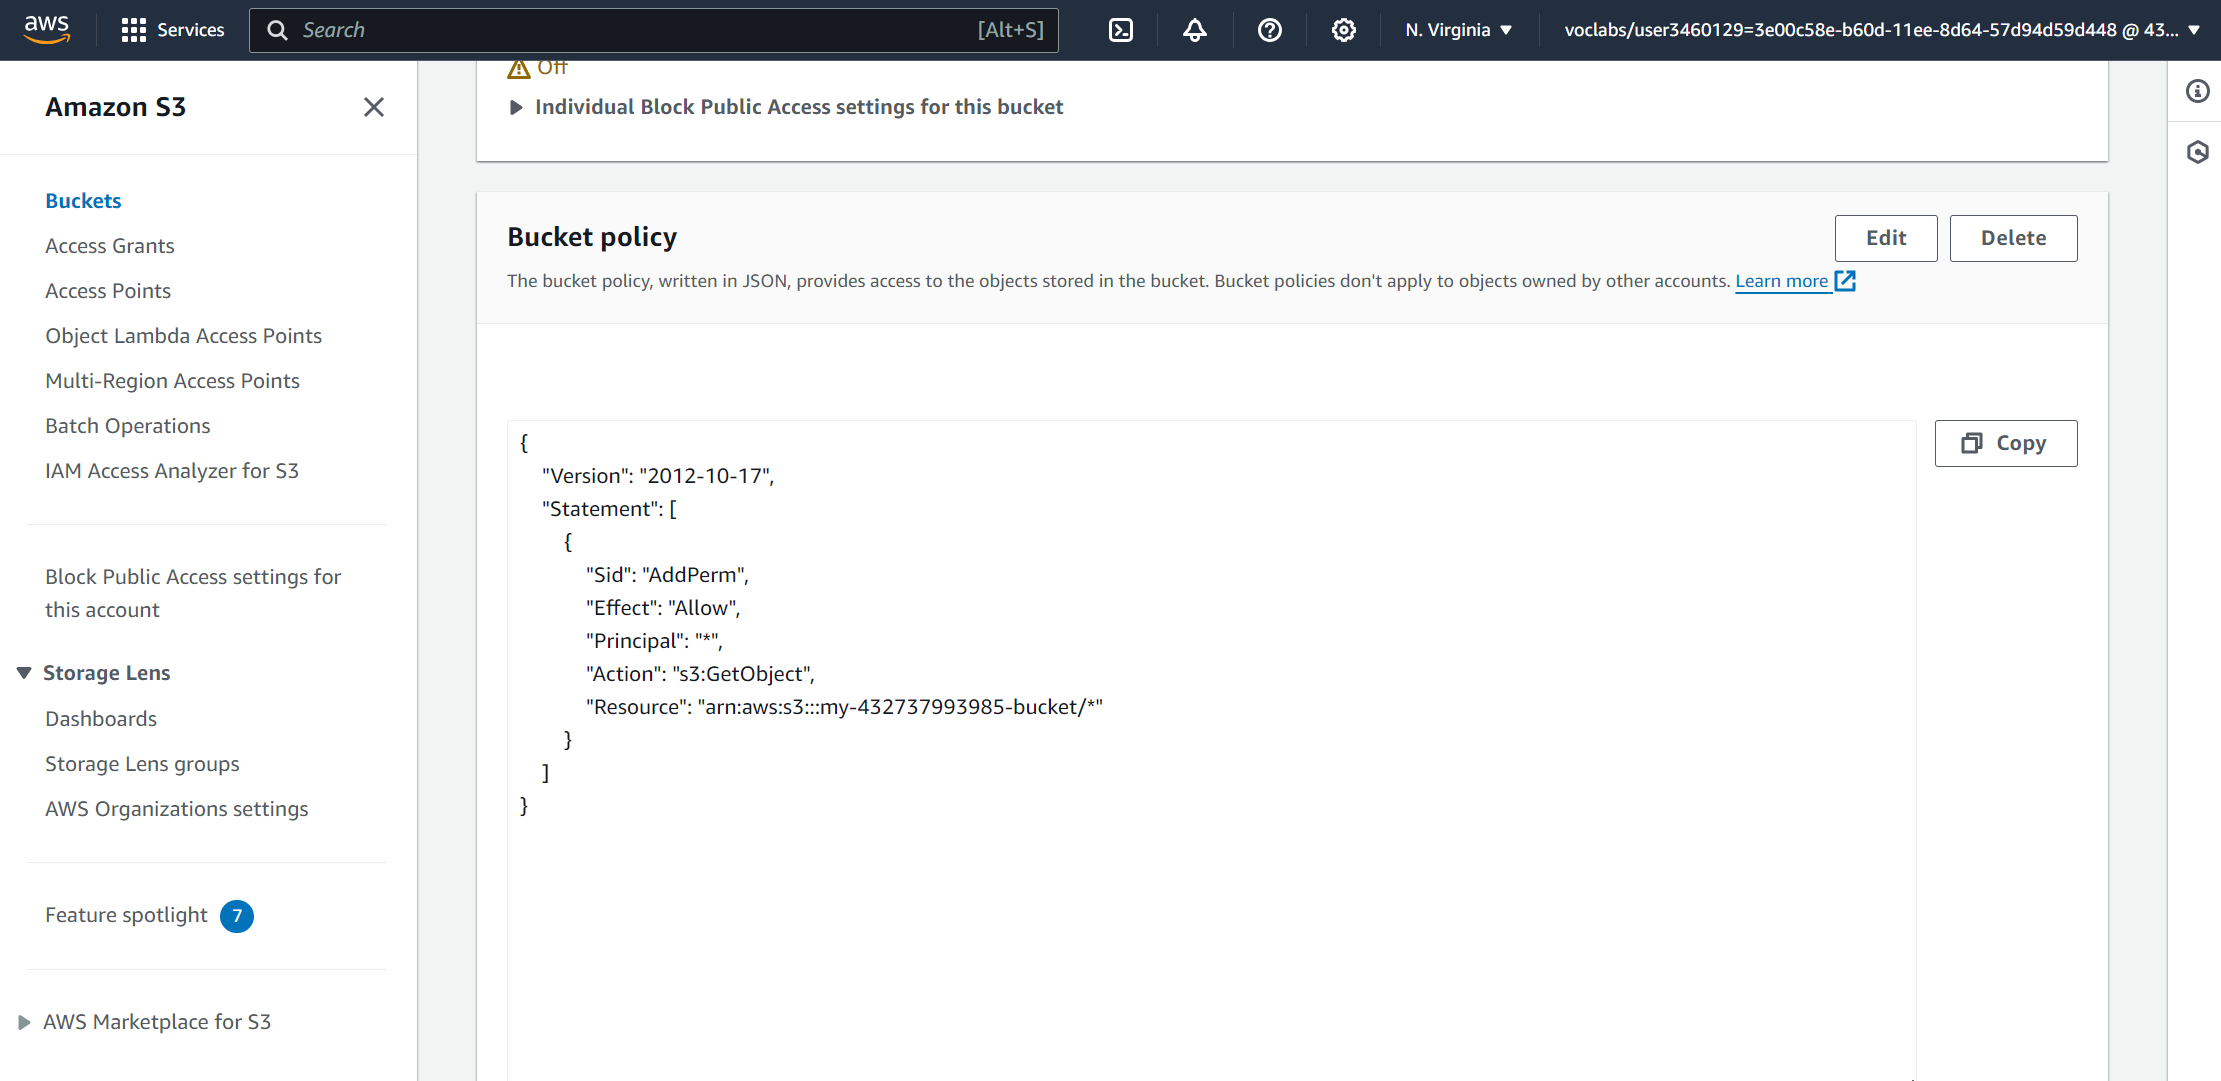 aws
Services
Search
[Alt+S]
N. Virginia
voclabs/user3460129=3e00c58e-b60d-11ee-8d64-57d94d59d448 @ 43...
Amazon S3
Buckets
Access Grants
Access Points
Object Lambda Access Points
Multi-Region Access Points
Batch Operations
IAM Access Analyzer for S3
Block Public Access settings for
this account
Storage Lens
Dashboards
Storage Lens groups
AWS Organizations settings
Feature spotlight 7
AWS Marketplace for S3
Off
Individual Block Public Access settings for this bucket
Bucket policy
Edit
Delete
The bucket policy, written in JSON, provides access to the objects stored in the bucket. Bucket policies don't apply to objects owned by other accounts. Learn more
Copy
{
"Version": "2012-10-17",
"Statement": [
{
"Sid": "AddPerm",
"Effect": "Allow",
"Principal": "*",
"Action": "s3:GetObject",
"Resource": "arn:aws:s3:::my-432737993985-bucket/*"
}
]
}